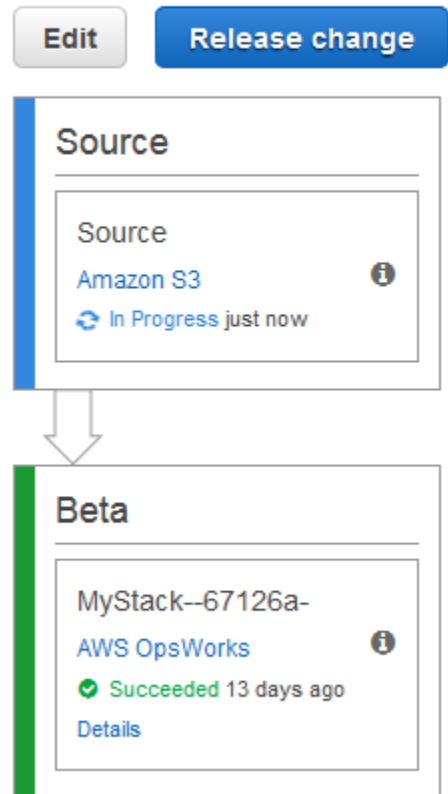 Edit
Release change
Source
Source
Amazon S3
In Progress just now
Beta
MyStack--67126a-
AWS OpsWorks
Succeeded 13 days ago
Details